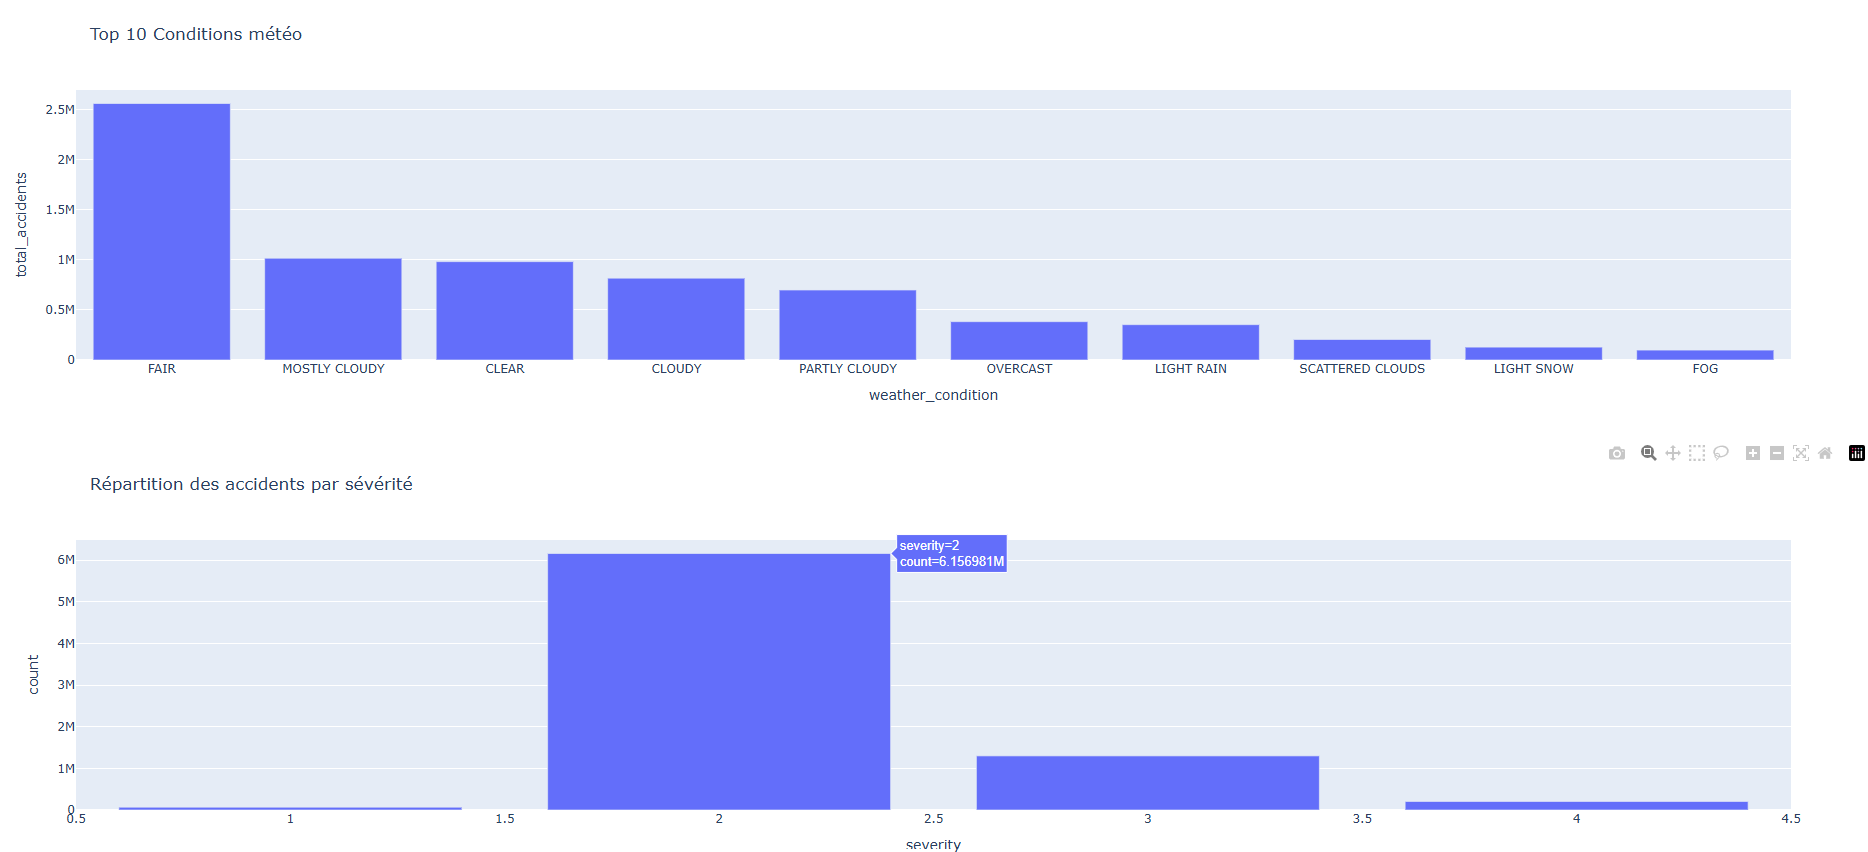 Top 10 Conditions météo
2.5M
2M
1.5M
1M
0.5M
0
total_accidents
FAIR MOSTLY CLOUDY CLEAR CLOUDY PARTLY CLOUDY OVERCAST LIGHT RAIN SCATTERED CLOUDS LIGHT SNOW FOG
weather_condition
Répartition des accidents par sévérité
severity=2
count=6.156981M
6M
5M
4M
3M
2M
1M
0
count
0.5 1 1.5 2 2.5 3 3.5 4 4.5
severity